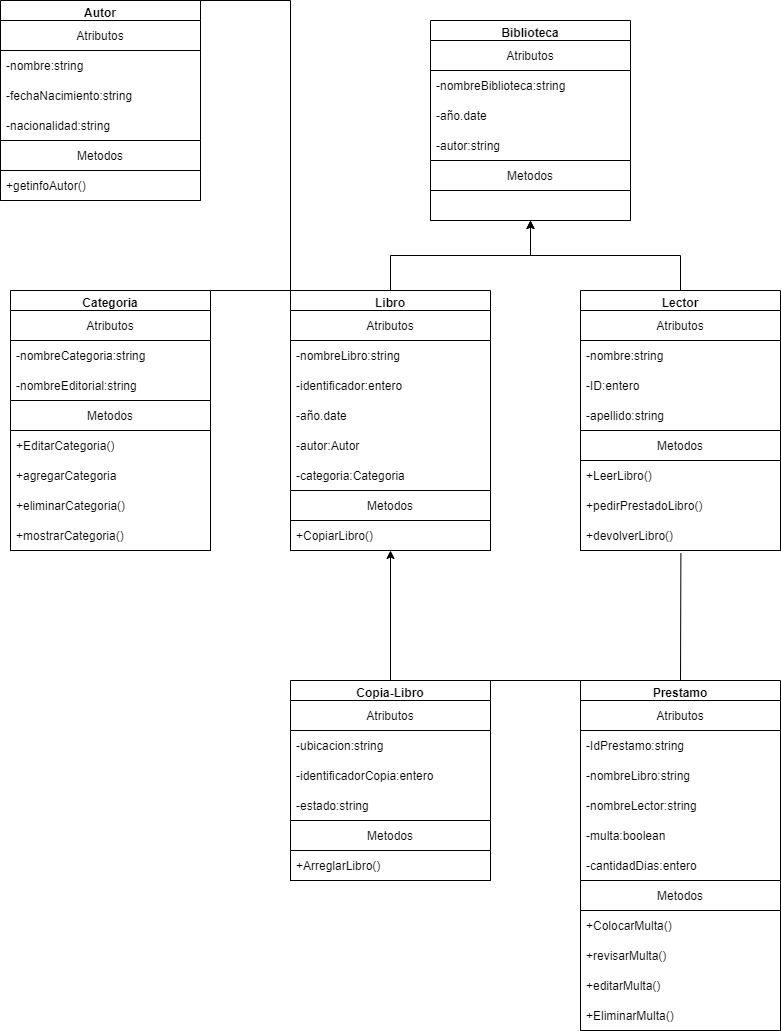 Autor
Atributos
-nombre:string
-fechaNacimiento:string
-nacionalidad:string
Metodos
+getinfoAutor()
Biblioteca
Atributos
-nombreBiblioteca:string
-año.date
-autor:string
Metodos
Categoria
Atributos
-nombreCategoria:string
-nombreEditorial:string
Metodos
+EditarCategoria()
+agregarCategoria
+eliminarCategoria()
+mostrarCategoria()
Libro
Atributos
-nombreLibro:string
-identificador:entero
-año.date
-autor:Autor
-categoria:Categoria
Metodos
+CopiarLibro()
Lector
Atributos
-nombre:string
-ID:entero
-apellido:string
Metodos
+LeerLibro()
+pedirPrestadoLibro()
+devolverLibro()
Copia-Libro
Atributos
-ubicacion:string
-identificadorCopia:entero
-estado:string
Metodos
+ArreglarLibro()
Prestamo
Atributos
-IdPrestamo:string
-nombreLibro:string
-nombreLector:string
-multa:boolean
-cantidadDias:entero
Metodos
+ColocarMulta()
+revisarMulta()
+editarMulta()
+EliminarMulta()